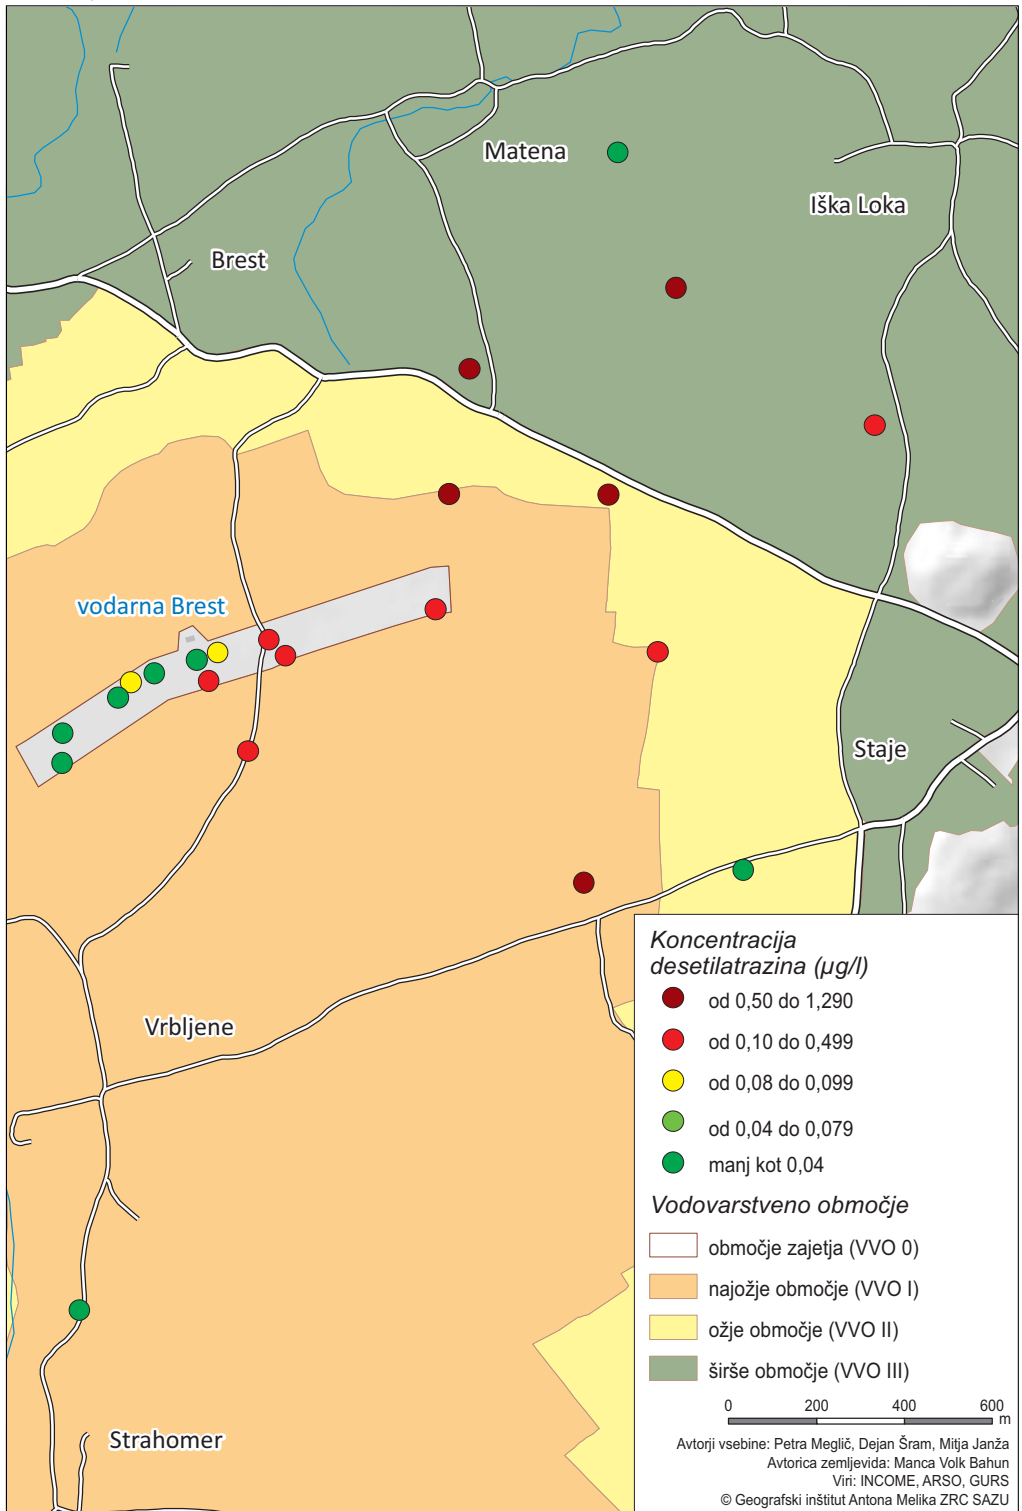 Matena
Iška Loka
Brest
vodarna Brest
Staje
Vrbljene
Strahomer
Koncentracija
desetilatrazina (µg/l)
od 0,50 do 1,290
od 0,10 do 0,499
od 0,08 do 0,099
od 0,04 do 0,079
manj kot 0,04
Vodovarstveno območje
območje zajetja (VVO 0)
najožje območje (VVO I)
ožje območje (VVO II)
širše območje (VVO III)
0 200 400 600
m
Avtorji vsebine: Petra Meglič, Dejan Šram, Mitja Janža
Avtorica zemljevida: Manca Volk Bahun
Viri: INCOME, ARSO, GURS
© Geografski inštitut Antona Melika ZRC SAZU